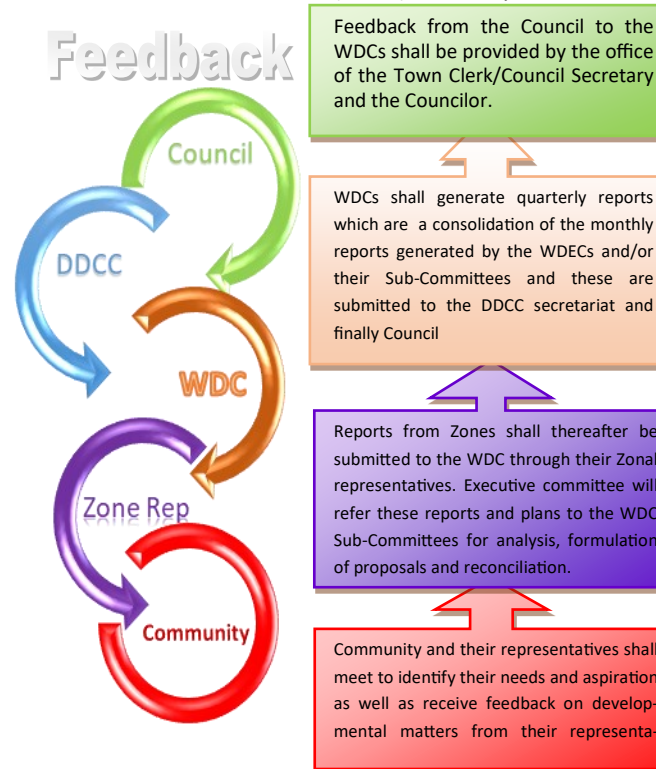 Feedback
Council
DDCC
WDC
Zone Rep
Community
Feedback from the Council to the
WDCs shall be provided by the office
of the Town Clerk/Council Secretary
and the Councilor.
WDCs shall generate quarterly reports
which are a consolidation of the monthly
reports generated by the WDECs and/or
their Sub-Committees and these are
submitted to the DDCC secretariat and
finally Council
Reports from Zones shall thereafter be
submitted to the WDC through their Zonal
representatives. Executive committee will
refer these reports and plans to the WDC
Sub-Committees for analysis, formulation
of proposals and reconciliation.
Community and their representatives shall
meet to identify their needs and aspiration
as well as receive feedback on develop-
mental matters from their representa-